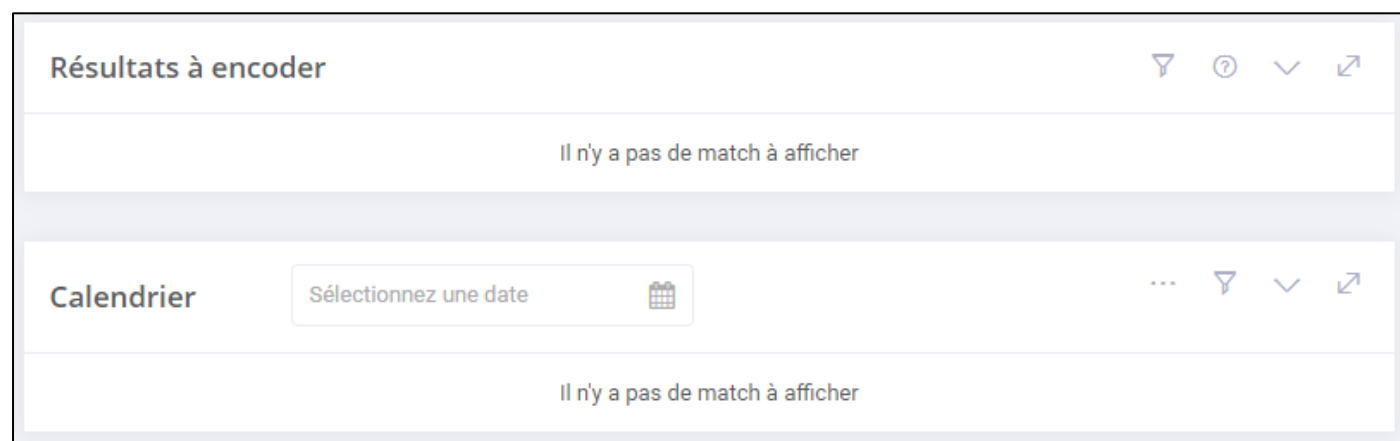 Résultats à encoder
Il n'y a pas de match à afficher
Calendrier
Sélectionnez une date
Il n'y a pas de match à afficher